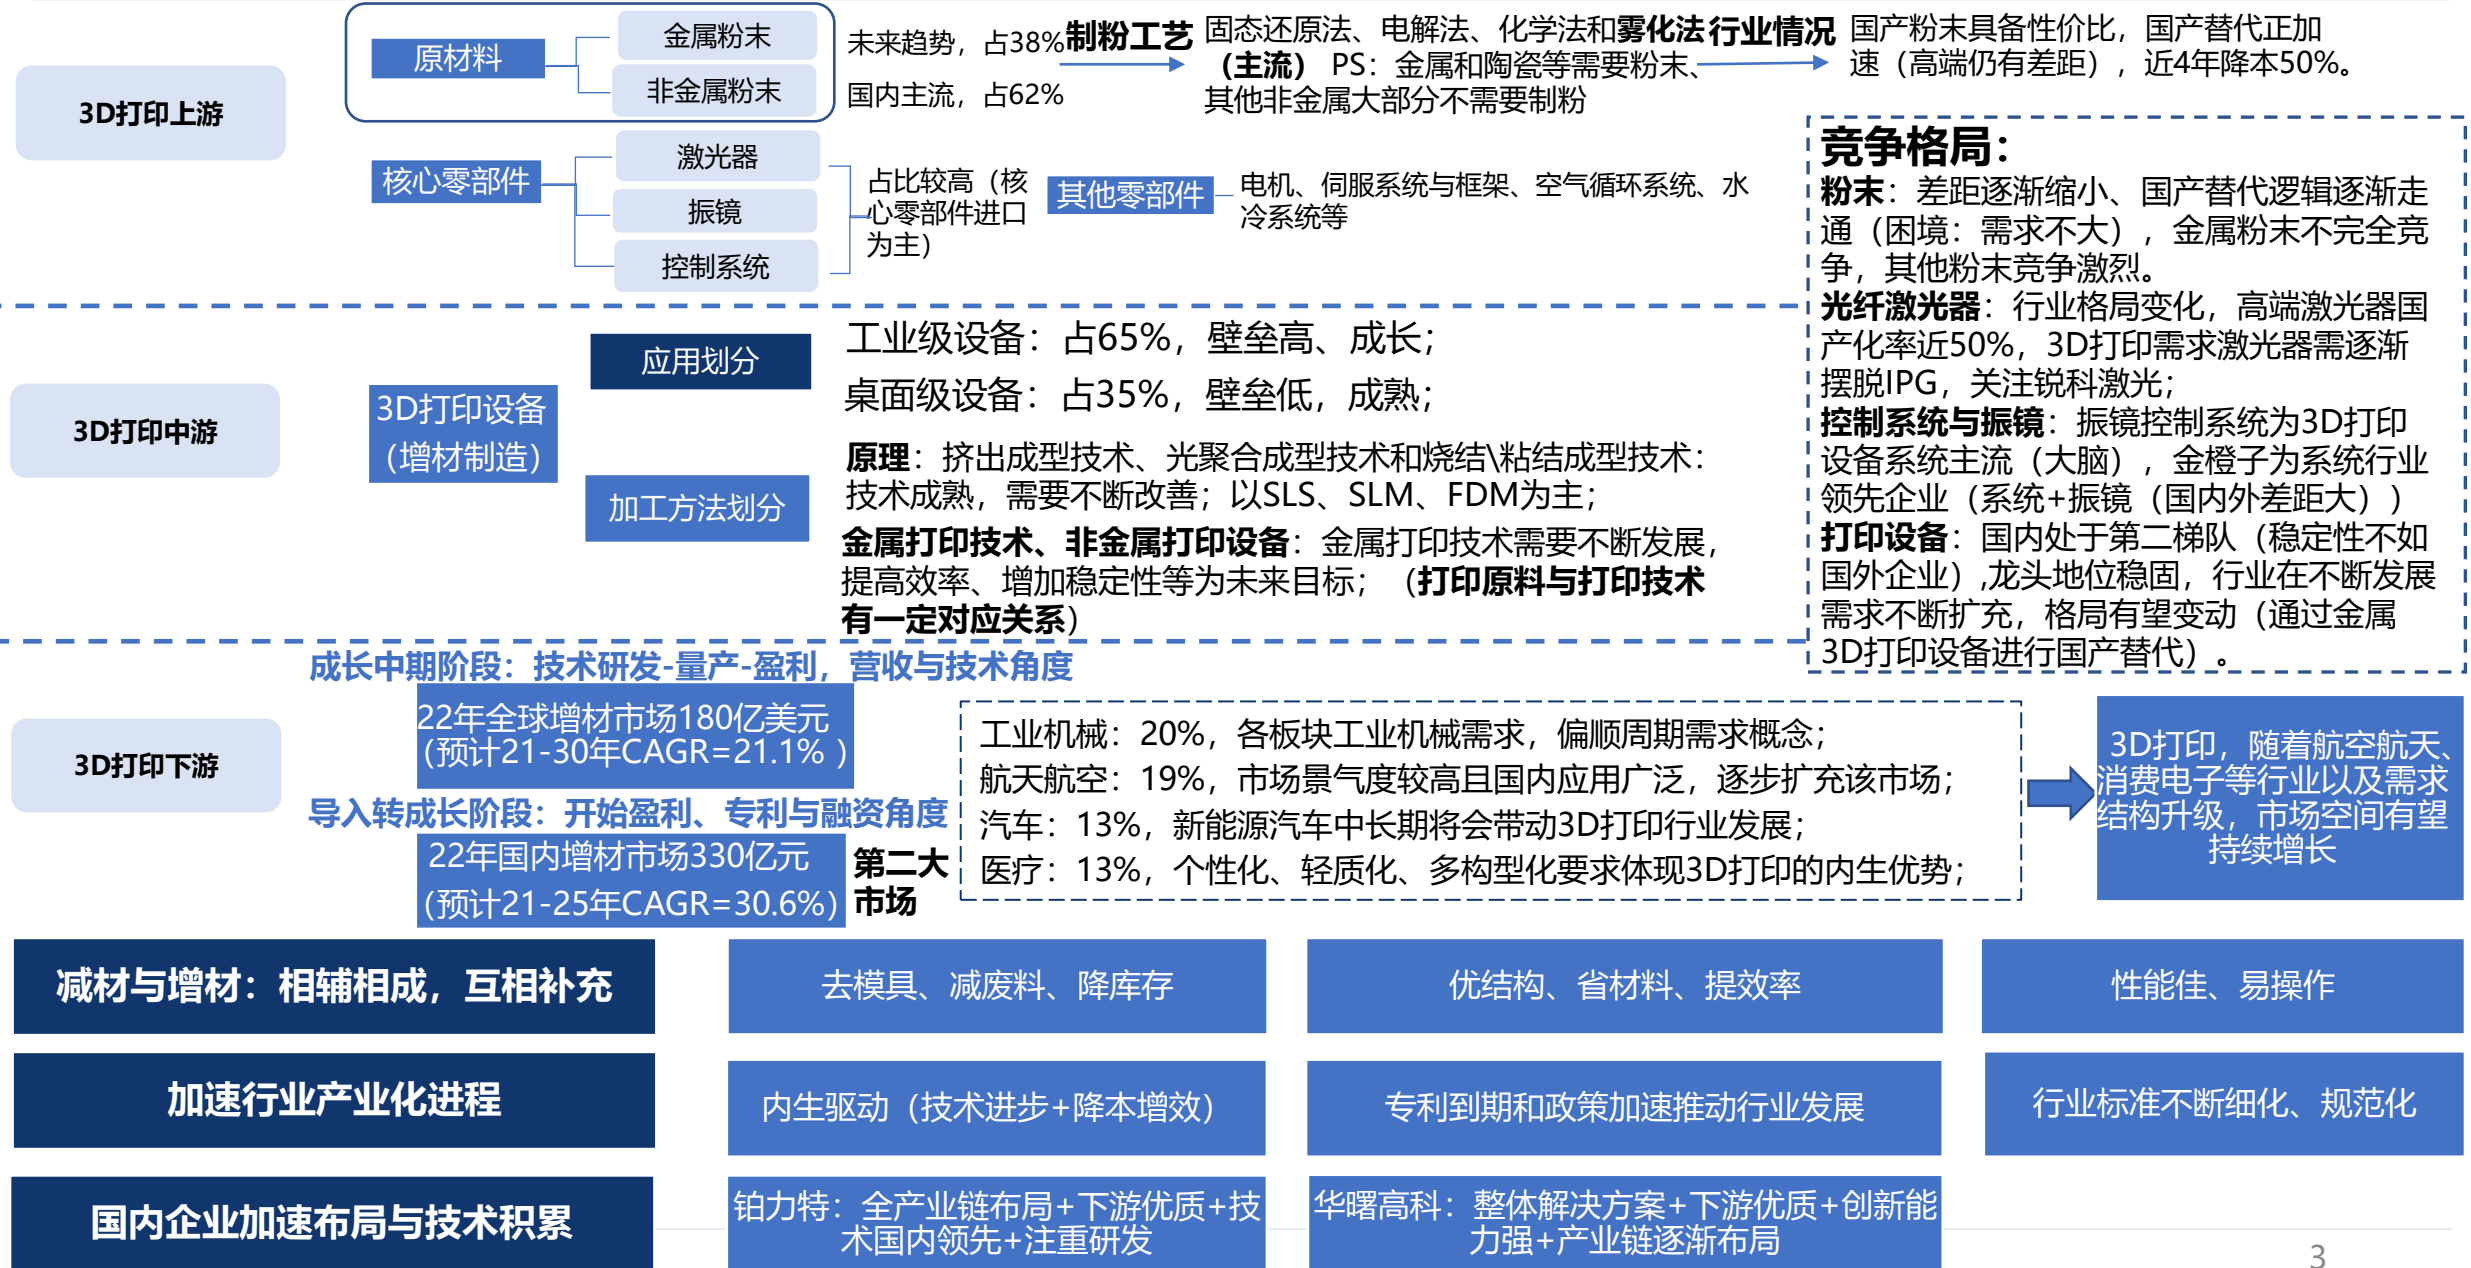 3D打印上游
原材料
金属粉末
非金属粉末
未来趋势，占38%
国内主流，占62%
制粉工艺
固态还原法、电解法、化学法和雾化法
（主流） PS：金属和陶瓷等需要粉末、
其他非金属大部分不需要制粉
行业情况
国产粉末具备性价比，国产替代正加
速（高端仍有差距），近4年降本50%。
核心零部件
激光器
振镜
控制系统
占比较高（核
心零部件进口
为主）
其他零部件
电机、伺服系统与框架、空气循环系统、水
冷系统等
竞争格局：
粉末：差距逐渐缩小、国产替代逻辑逐渐走
通（困境：需求不大），金属粉末不完全竞
争，其他粉末竞争激烈。
光纤激光器：行业格局变化，高端激光器国
产化率近50%，3D打印需求激光器需逐渐
摆脱IPG，关注锐科激光；
控制系统与振镜：振镜控制系统为3D打印
设备系统主流（大脑），金橙子为系统行业
领先企业（系统+振镜（国内外差距大））
打印设备：国内处于第二梯队（稳定性不如
国外企业）,龙头地位稳固，行业在不断发展
需求不断扩充，格局有望变动（通过金属
3D打印设备进行国产替代）。
3D打印中游
3D打印设备
（增材制造）
应用划分
工业级设备：占65%，壁垒高、成长；
桌面级设备：占35%，壁垒低，成熟；
加工方法划分
原理：挤出成型技术、光聚合成型技术和烧结\粘结成型技术：
技术成熟，需要不断改善；以SLS、SLM、FDM为主；
金属打印技术、非金属打印设备：金属打印技术需要不断发展，
提高效率、增加稳定性等为未来目标；（打印原料与打印技术
有一定对应关系）
3D打印下游
成长中期阶段：技术研发-量产-盈利，营收与技术角度
22年全球增材市场180亿美元
（预计21-30年CAGR=21.1% ）
导入转成长阶段：开始盈利、专利与融资角度
22年国内增材市场330亿元
（预计21-25年CAGR=30.6%）
第二大
市场
工业机械：20%，各板块工业机械需求，偏顺周期需求概念；
航天航空：19%，市场景气度较高且国内应用广泛，逐步扩充该市场；
汽车：13%，新能源汽车中长期将会带动3D打印行业发展；
医疗：13%，个性化、轻质化、多构型化要求体现3D打印的内生优势；
3D打印，随着航空航天、
消费电子等行业以及需求
结构升级，市场空间有望
持续增长
减材与增材：相辅相成，互相补充
去模具、减废料、降库存
优结构、省材料、提效率
性能佳、易操作
加速行业产业化进程
内生驱动（技术进步+降本增效）
专利到期和政策加速推动行业发展
行业标准不断细化、规范化
国内企业加速布局与技术积累
铂力特：全产业链布局+下游优质+技
术国内领先+注重研发
华曙高科：整体解决方案+下游优质+创新能
力强+产业链逐渐布局
3